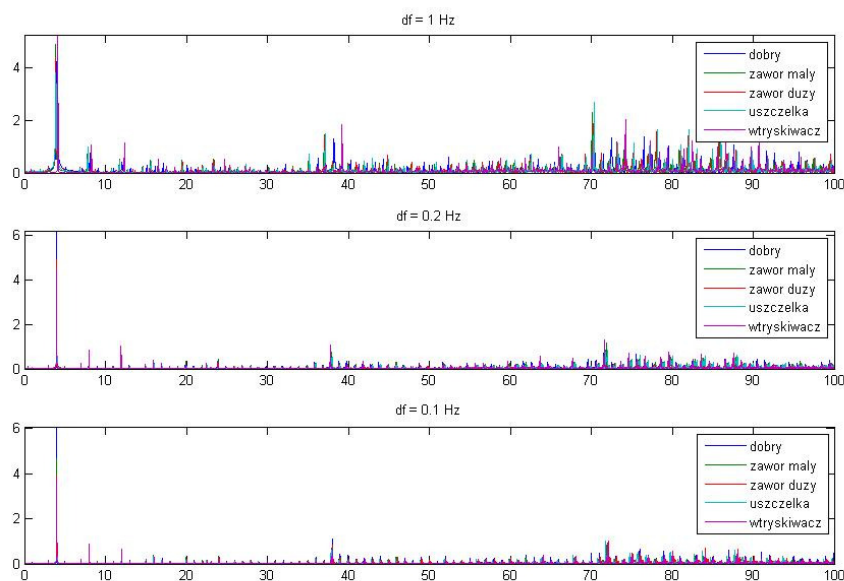 df = 1 Hz
4
2
0
0 10 20 30 40 50 60 70 80 90 100
dobry
zawor maly
zawor duzy
uszczelka
wtryskiwacz
df = 0.2 Hz
6
4
2
0
0 10 20 30 40 50 60 70 80 90 100
dobry
zawor maly
zawor duzy
uszczelka
wtryskiwacz
df = 0.1 Hz
6
4
2
0
0 10 20 30 40 50 60 70 80 90 100
dobry
zawor maly
zawor duzy
uszczelka
wtryskiwacz